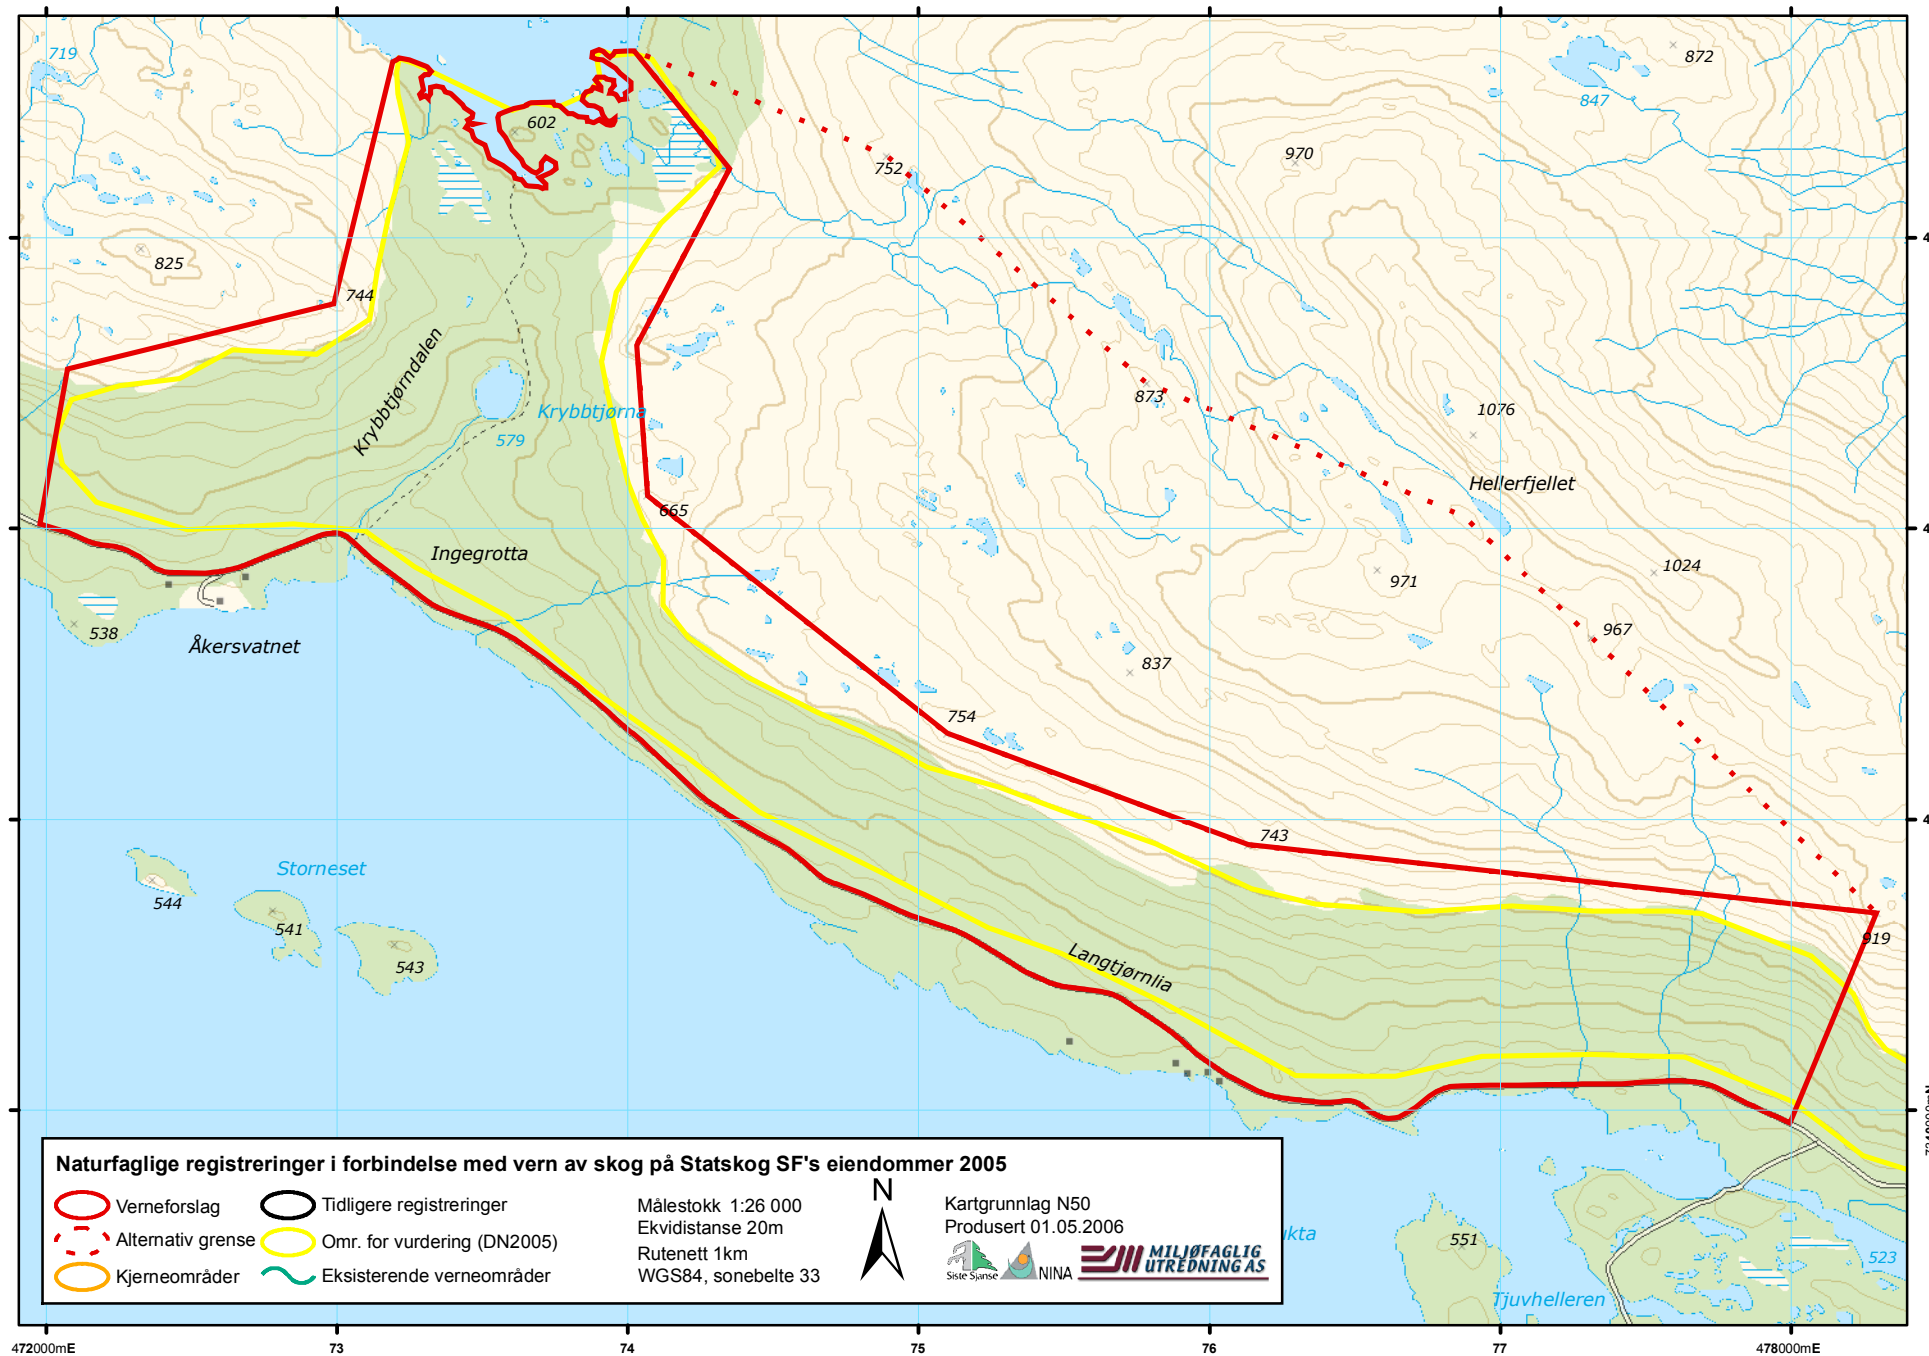 719
872
847
602
970
752
825
744
Krybbtjørndalen
Krybbtjørna
873
1076
579
Hellerfjellet
665
Ingegrotta
1024
971
538
967
Åkersvatnet
837
754
743
Storneset
544
541
919
543
Langtjørnlia
Naturfaglige registreringer i forbindelse med vern av skog på Statskog SF's eiendommer 2005
Verneforslag
Alternativ grense
Kjerneområder
Tidligere registreringer
Omr. for vurdering (DN2005)
Eksisterende verneområder
Målestokk 1:26 000
Ekvidistanse 20m
Rutenett 1km
WGS84, sonebelte 33
N
Kartgrunnlag N50
Produsert 01.05.2006
Siste Sjanse
NINA
MILJØFAGLIG
UTREDNING AS
ukta
551
523
Tjuvhelleren
472000mE
73
74
75
76
77
478000mE